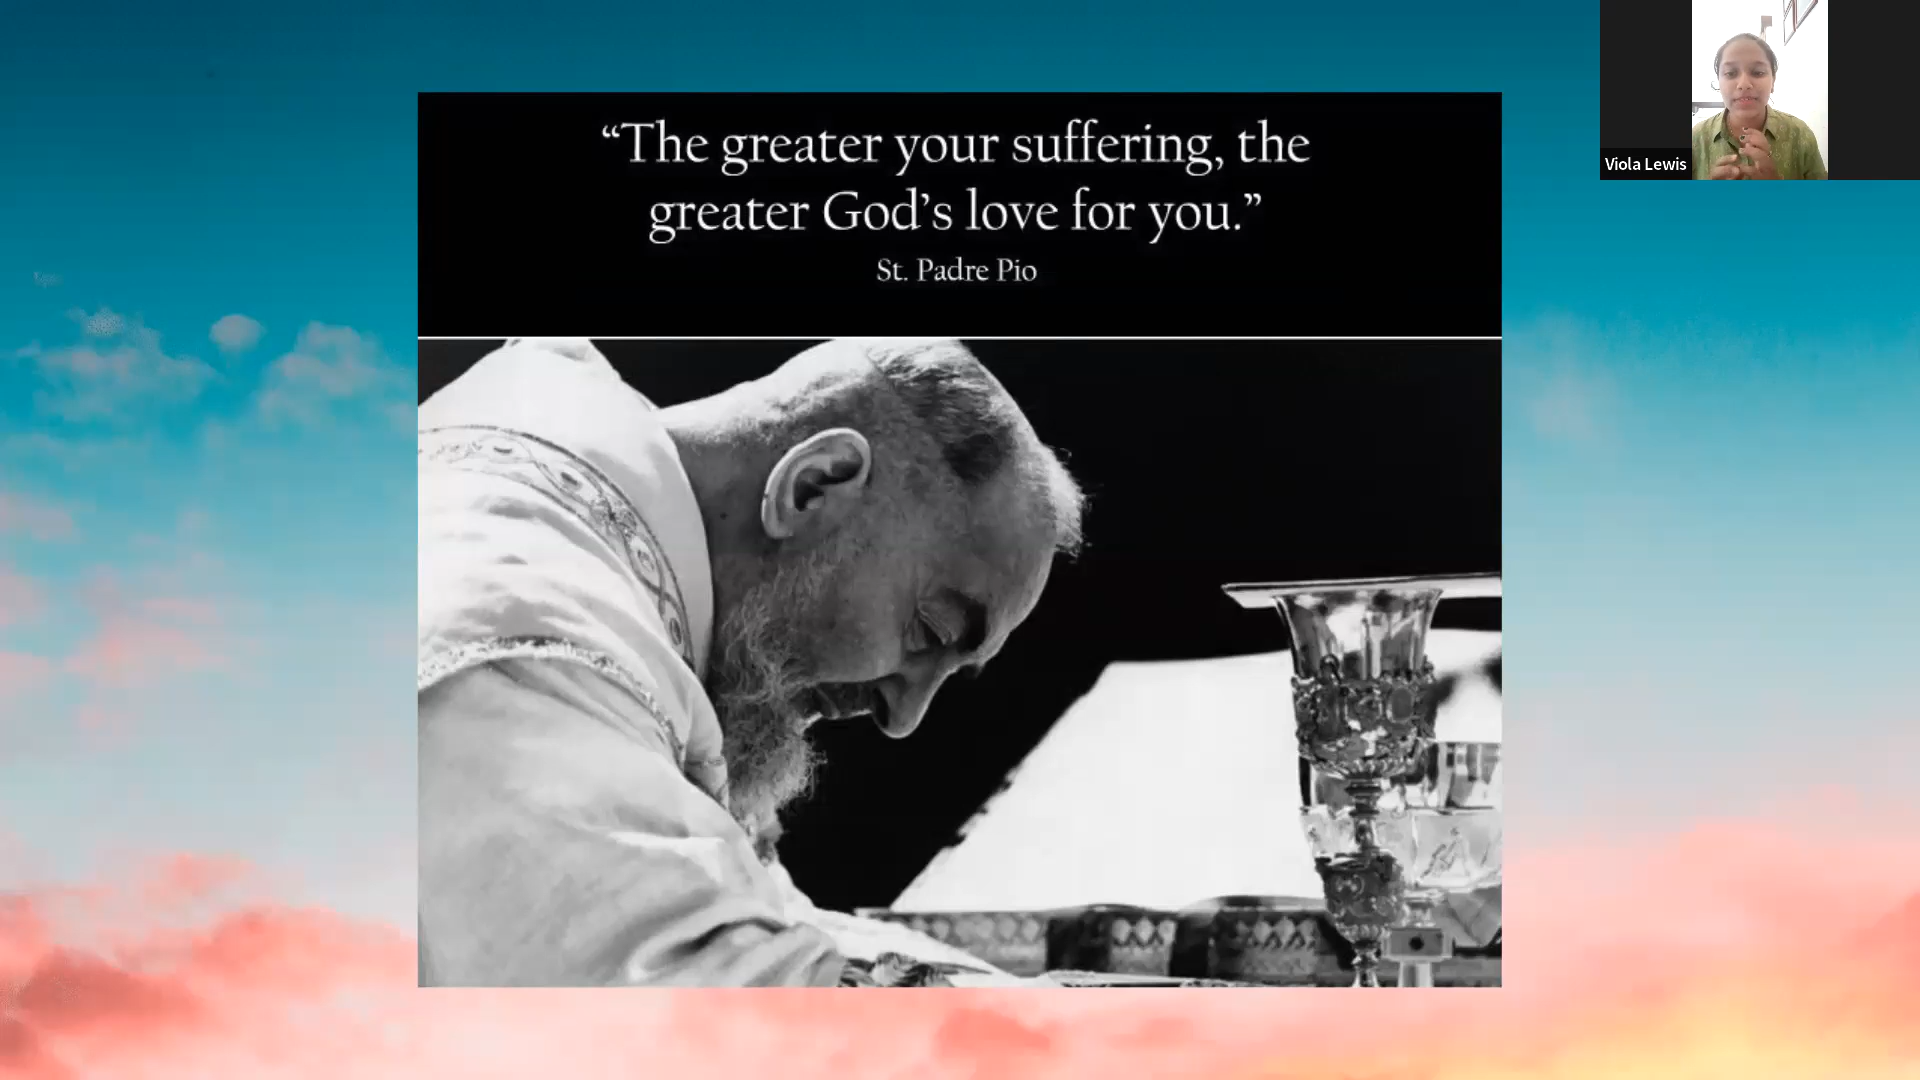 “The greater your suffering, the
greater God’s love for you.”
St. Padre Pio
Viola Lewis